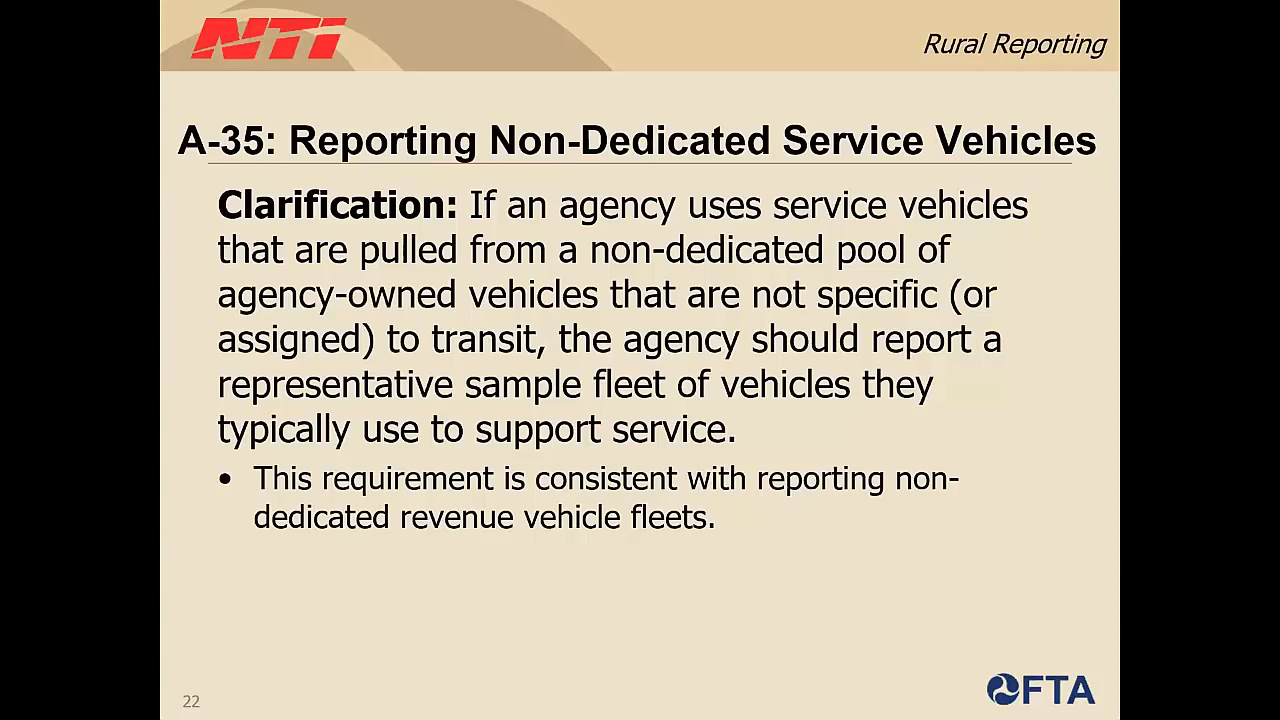 NTI
Rural Reporting
A-35: Reporting Non-Dedicated Service Vehicles
Clarification: If an agency uses service vehicles
that are pulled from a non-dedicated pool of
agency-owned vehicles that are not specific (or
assigned) to transit, the agency should report a
representative sample fleet of vehicles they
typically use to support service.
• This requirement is consistent with reporting non-
dedicated revenue vehicle fleets.
22
FTA